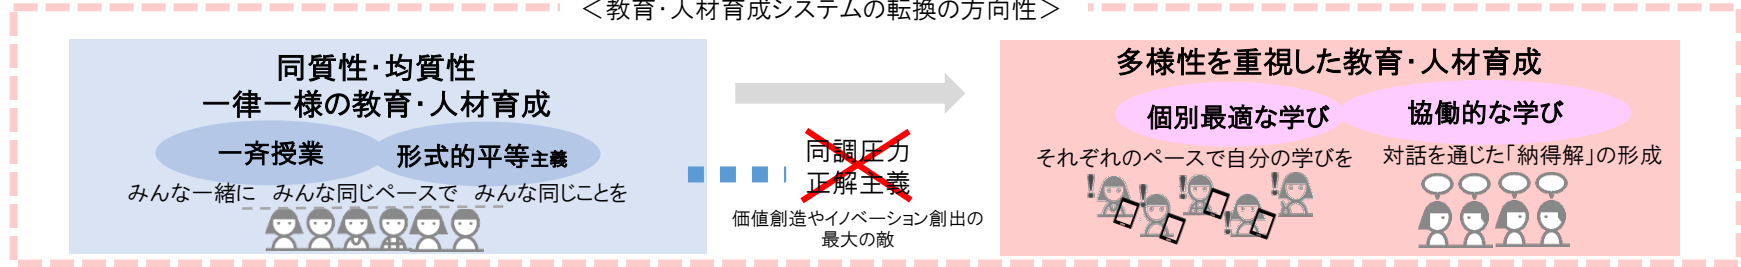 ＜教育・人材育成システムの転換の方向性＞
同質性・均質性
一律一様の教育・人材育成
一斉授業
形式的平等主義
みんな一緒に　みんな同じペースで　みんな同じことを
同調圧力
正解主義
価値創造やイノベーション創出の
最大の敵
多様性を重視した教育・人材育成
個別最適な学び
協働的な学び
それぞれのペースで自分の学びを
対話を通じた「納得解」の形成